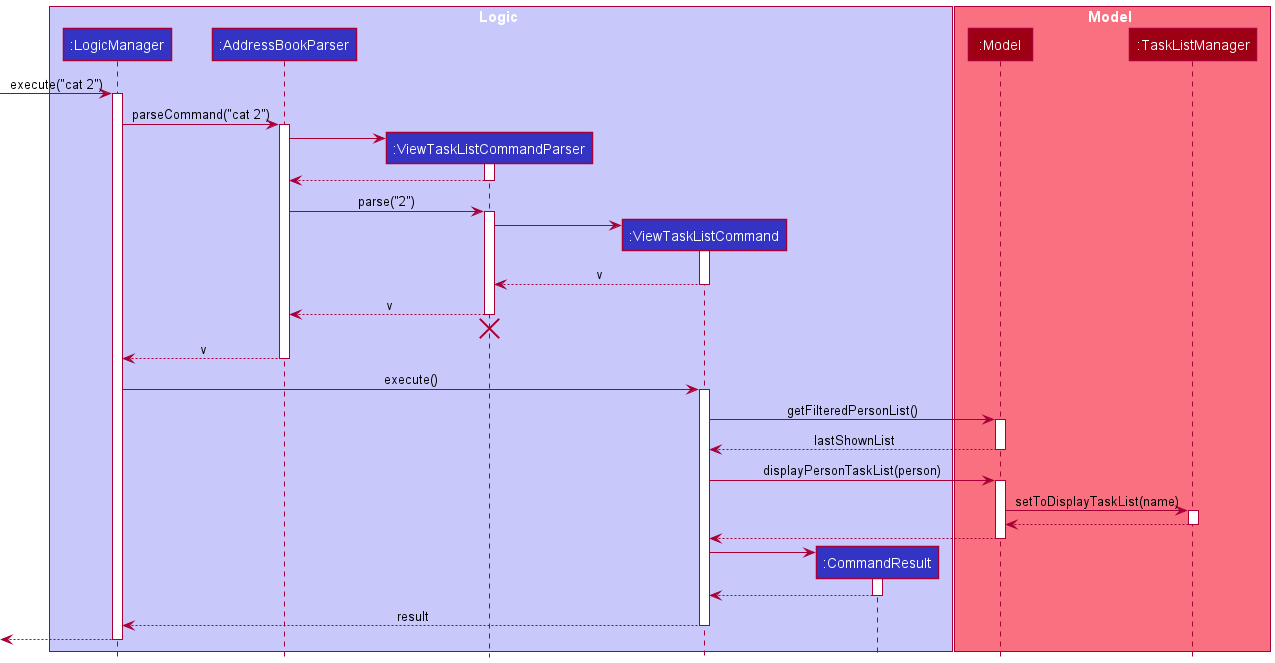 Logic
Model
:LogicManager
:AddressBookParser
:Model
:TaskListManager
execute("cat 2")
parseCommand("cat 2")
:ViewTaskListCommandParser
parse("2")
:ViewTaskListCommand
v
v
v
execute()
getFilteredPersonList()
lastShownList
displayPersonTaskList(person)
setToDisplayTaskList(name)
:CommandResult
result